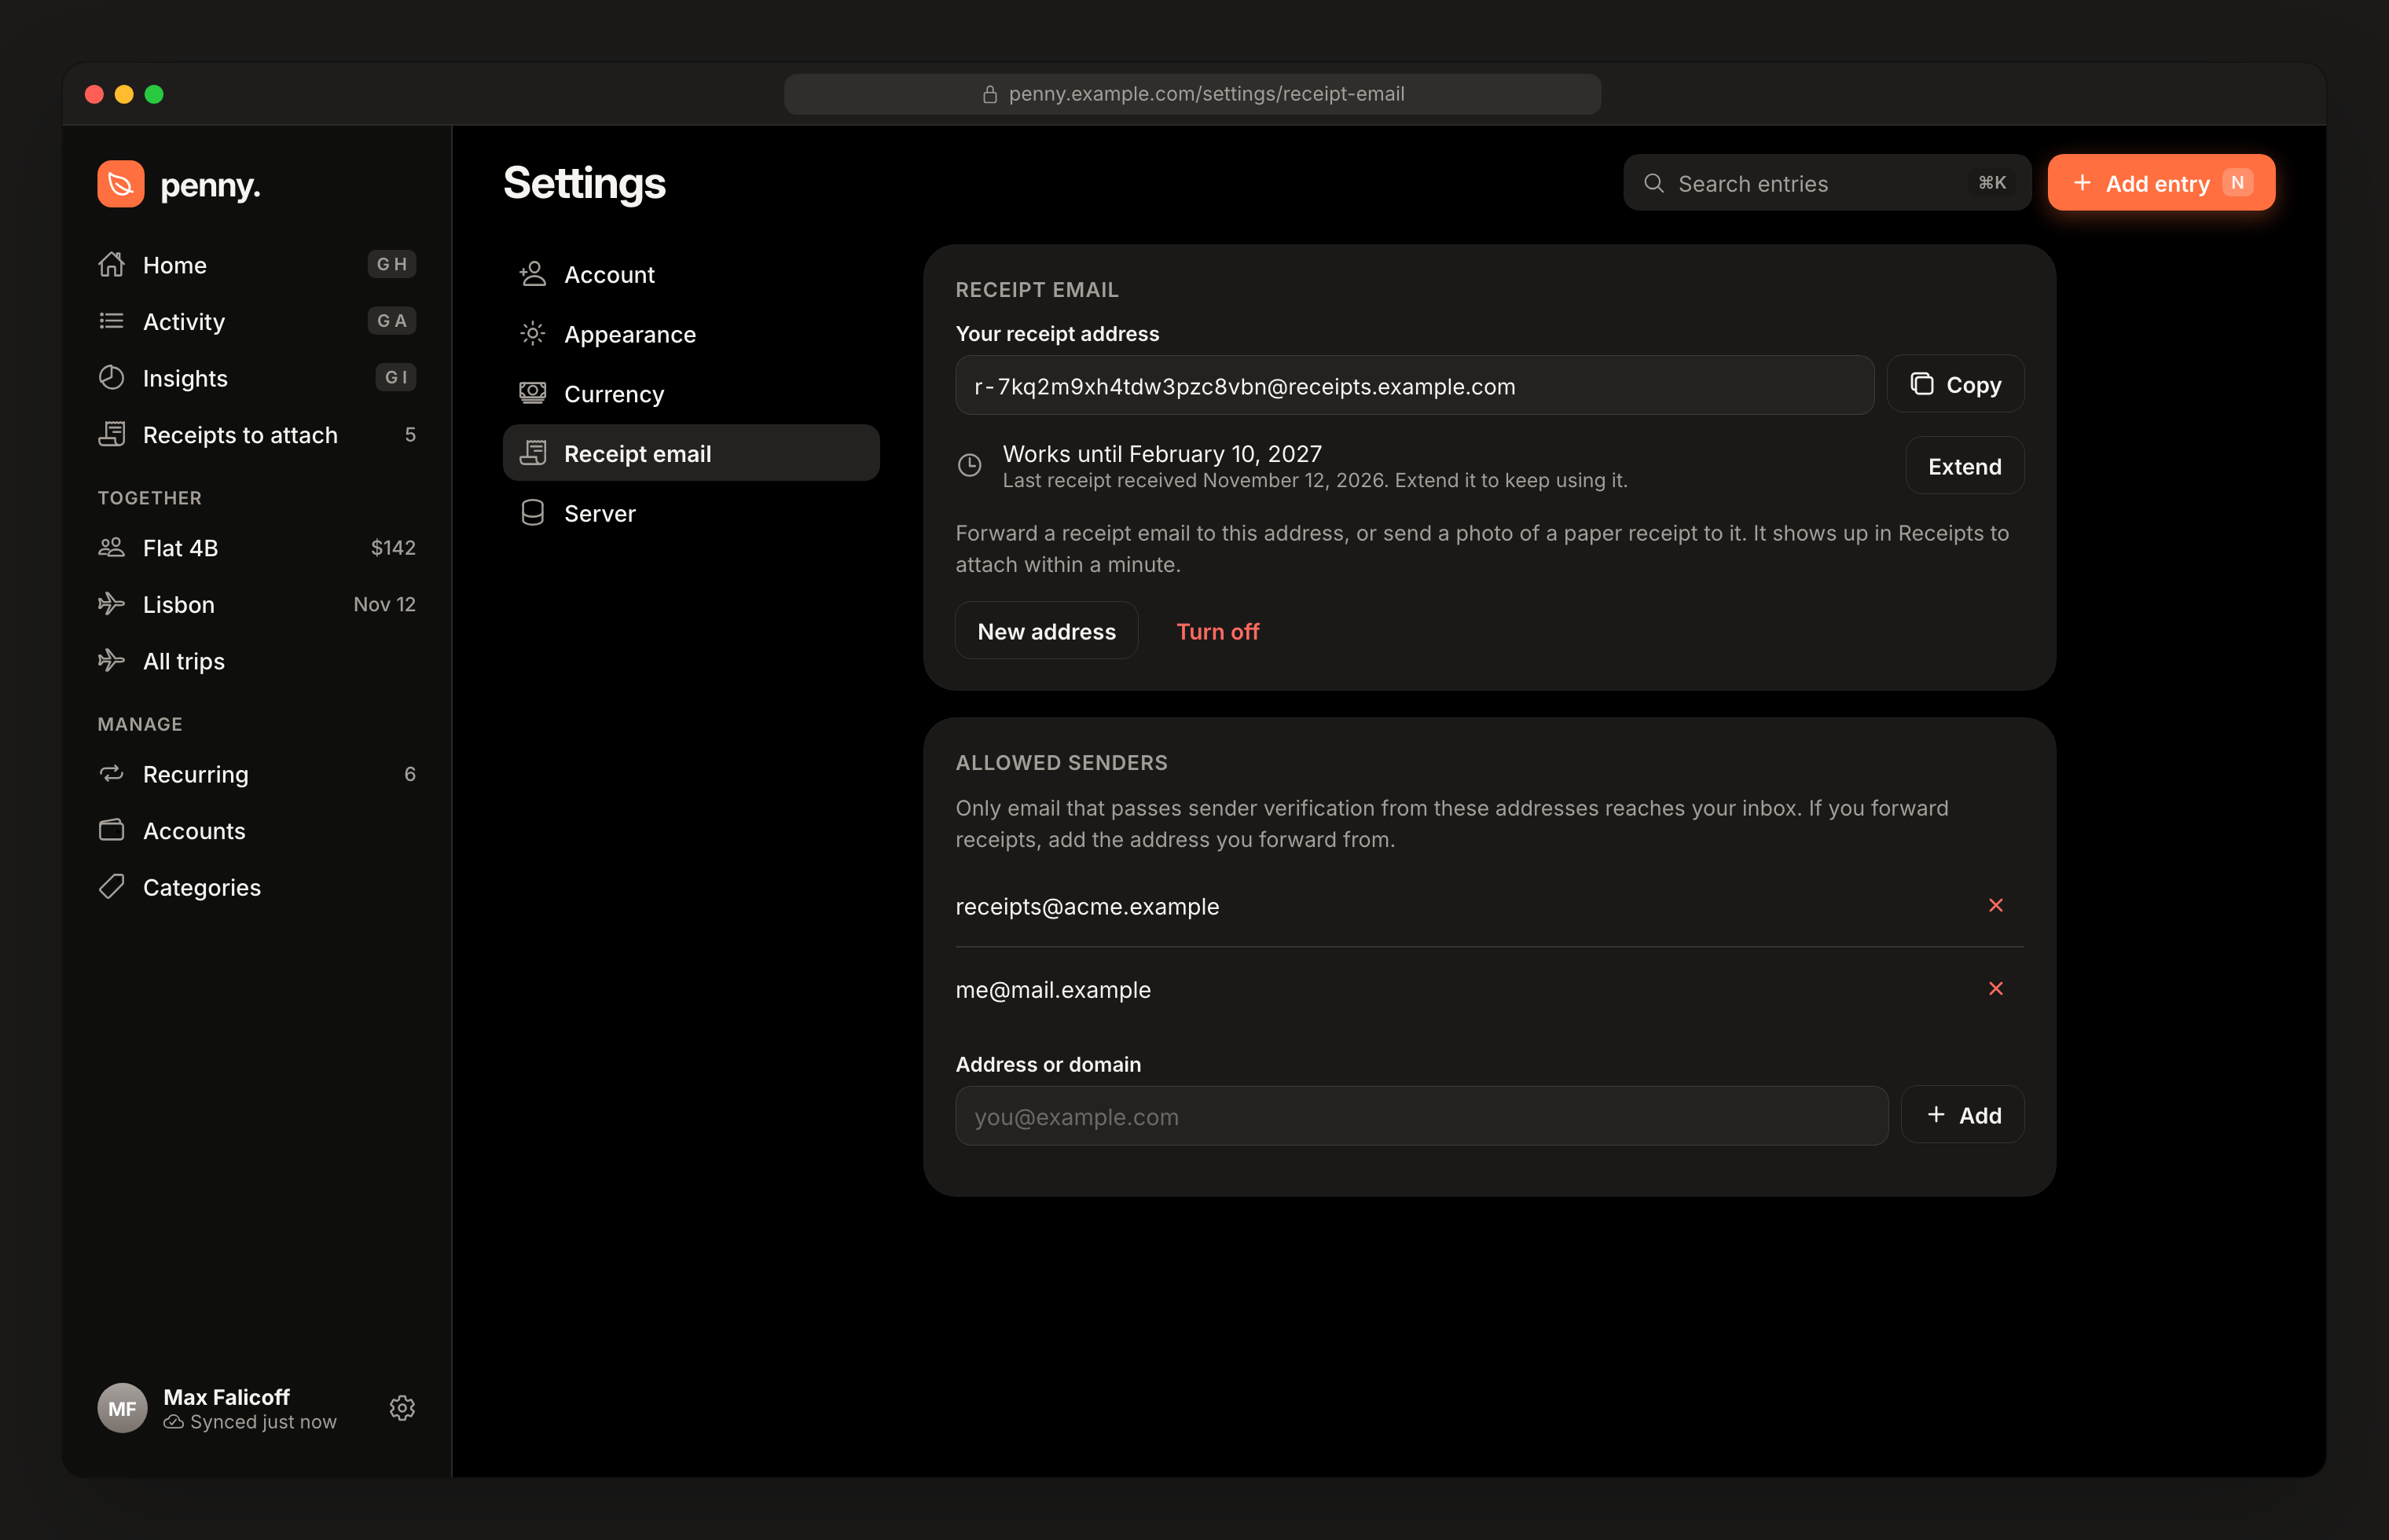 penny.example.com/settings/receipt-email
penny.
Home G H
Activity G A
Insights G I
Receipts to attach 5
TOGETHER
Flat 4B $142
Lisbon Nov 12
All trips
MANAGE
Recurring 6
Accounts
Categories
MF
Max Falicoff
Synced just now
Settings
Search entries ⌘K
Add entry N
Account
Appearance
Currency
Receipt email
Server
RECEIPT EMAIL
Your receipt address
r-7kq2m9xh4tdw3pzc8vbn@receipts.example.com
Copy
Works until February 10, 2027
Last receipt received November 12, 2026. Extend it to keep using it.
Extend
Forward a receipt email to this address, or send a photo of a paper receipt to it. It shows up in Receipts to
attach within a minute.
New address
Turn off
ALLOWED SENDERS
Only email that passes sender verification from these addresses reaches your inbox. If you forward
receipts, add the address you forward from.
receipts@acme.example
me@mail.example
Address or domain
you@example.com
Add